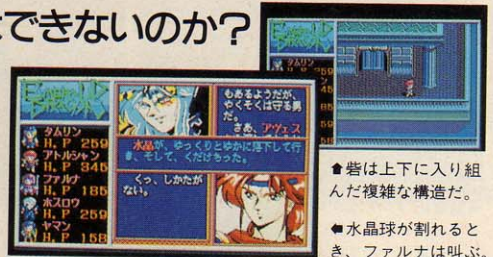 できないのか?
タムリン
H.P 259
アトルシャン
H.P 345
ファルナ
H.P 185
ホスロウ
H.P 259
ヤマン
H.P 158
もあるようだが、
やくそくは守る男
だ。
さあ、アヴェス
水晶が、ゆっくりとゆかに落下して行
き、そして、くだけちった。
くっ、しかたが
ない。
タムリン
⬆砦は上下に入り組
んだ複雑な構造だ。
⬅水晶球が割れると
き、ファルナは叫ぶ。